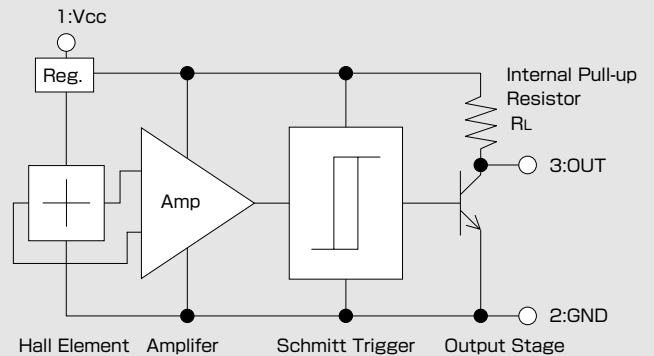 1:Vcc
Reg.
Internal Pull-up
Resistor
RL
3:OUT
Amp
2:GND
Hall Element
Amplifer
Schmitt Trigger
Output Stage